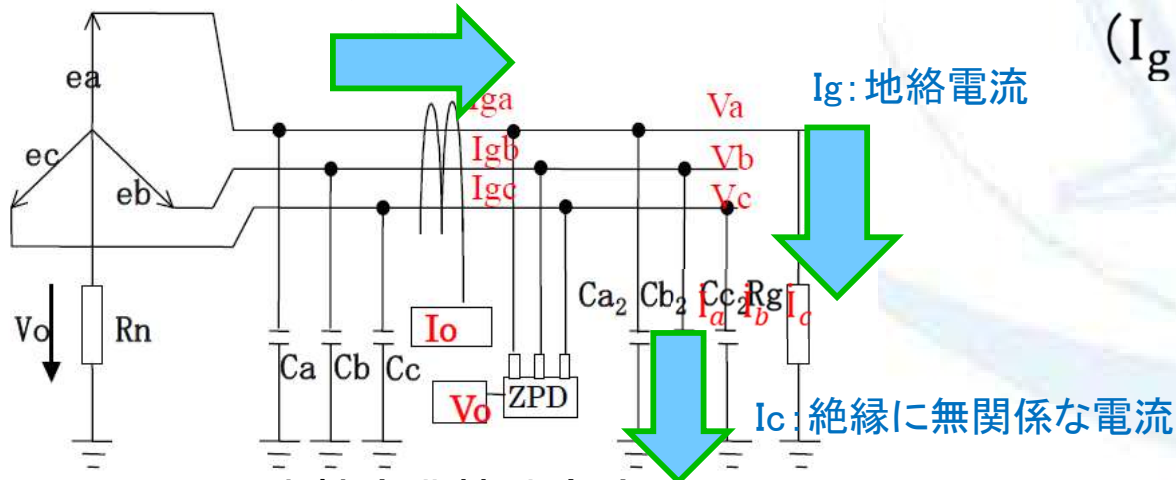 (Ig
ea
Iga
Ig:地絡電流
Va
ec
eb
Igb
Vb
Igc
Vc
Vo
Rn
Io
Ca₂ Cb₂ Cc₂Rg
ia ib ic
Ca Cb Cc
Vo
ZPD
Ic:絶縁に無関係な電流